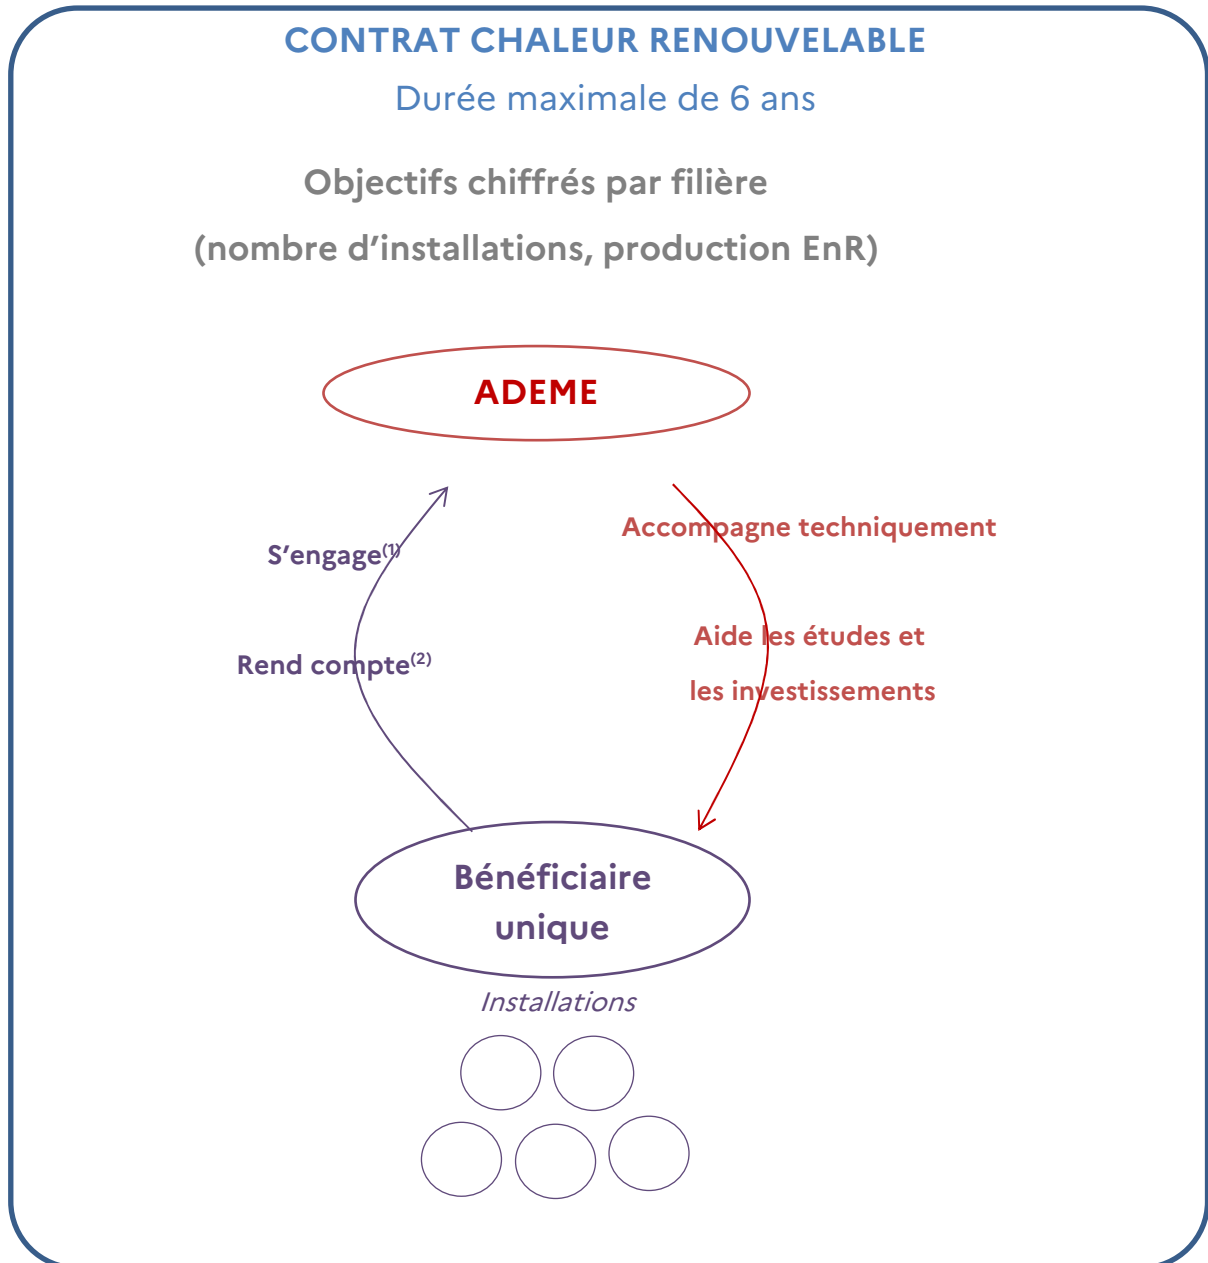 CONTRAT CHALEUR RENOUVELABLE
Durée maximale de 6 ans
Objectifs chiffrés par filière
(nombre d’installations, production EnR)
ADEME
S’engage(1)
Accompagne techniquement
Rend compte(2)
Aide les études et
les investissements
Bénéficiaire
unique
Installations